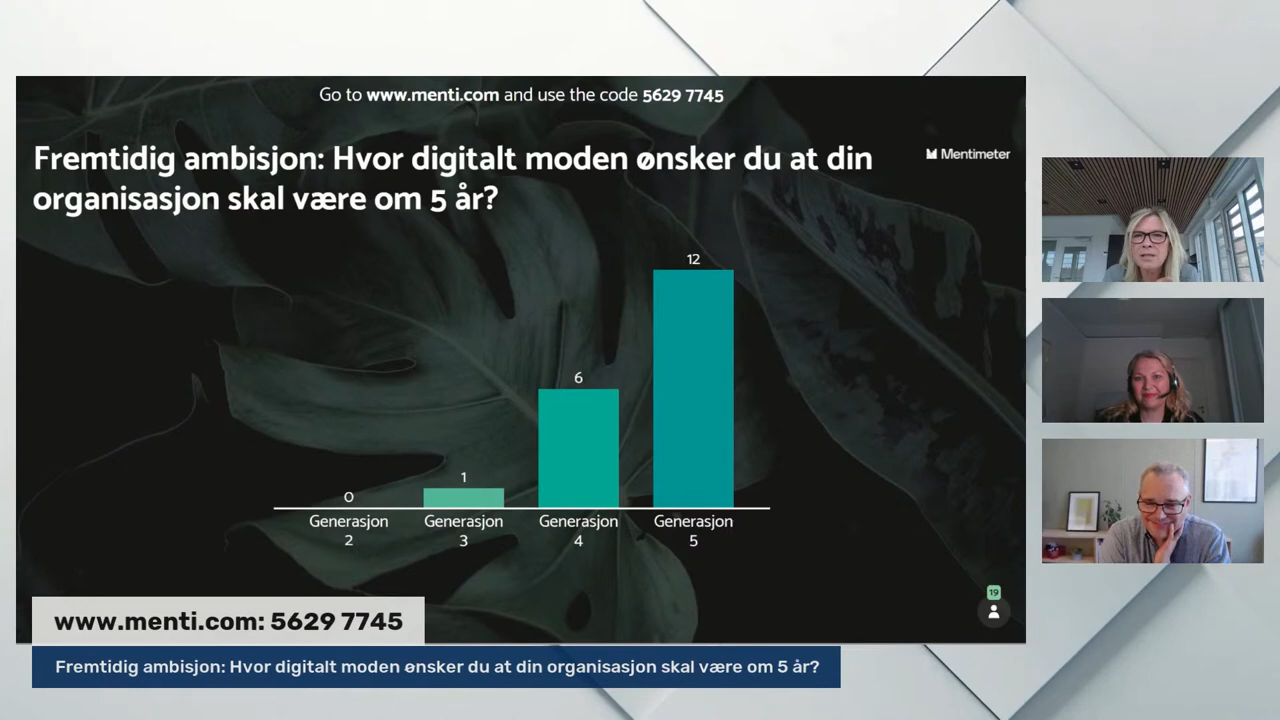 Go to www.menti.com and use the code 5629 7745
Fremtidig ambisjon: Hvor digitalt moden ønsker du at din
organisasjon skal være om 5 år?
Mentimeter
12
6
1
0
Generasjon
2
Generasjon
3
Generasjon
4
Generasjon
5
19
www.menti.com: 5629 7745
Fremtidig ambisjon: Hvor digitalt moden ønsker du at din organisasjon skal være om 5 år?